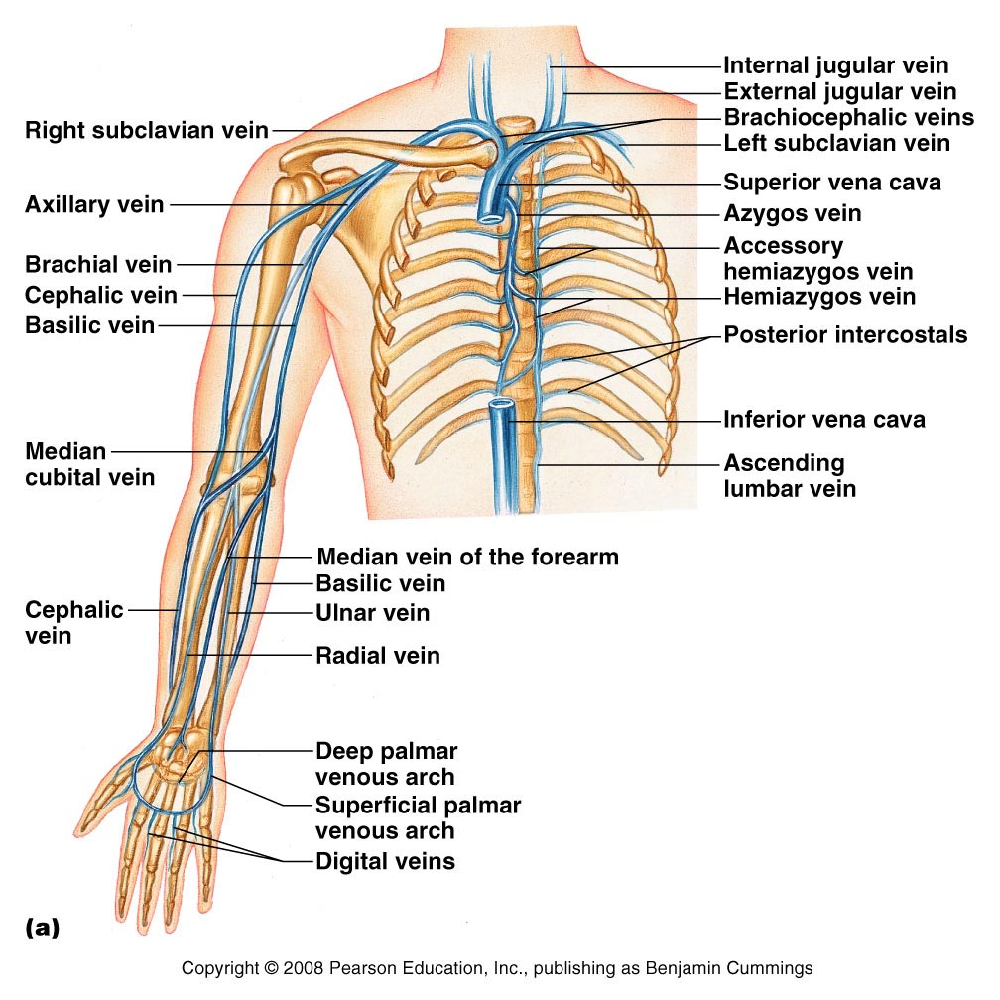 Internal jugular vein
External jugular vein
Brachiocephalic veins
Left subclavian vein
Superior vena cava
Azygos vein
Accessory
hemiazygos vein
Hemiazygos vein
Posterior intercostals
Inferior vena cava
Ascending
lumbar vein
Right subclavian vein
Axillary vein
Brachial vein
Cephalic vein
Basilic vein
Median
cubital vein
Cephalic
vein
Median vein of the forearm
Basilic vein
Ulnar vein
Radial vein
Deep palmar
venous arch
Superficial palmar
venous arch
Digital veins
(a)
Copyright © 2008 Pearson Education, Inc., publishing as Benjamin Cummings